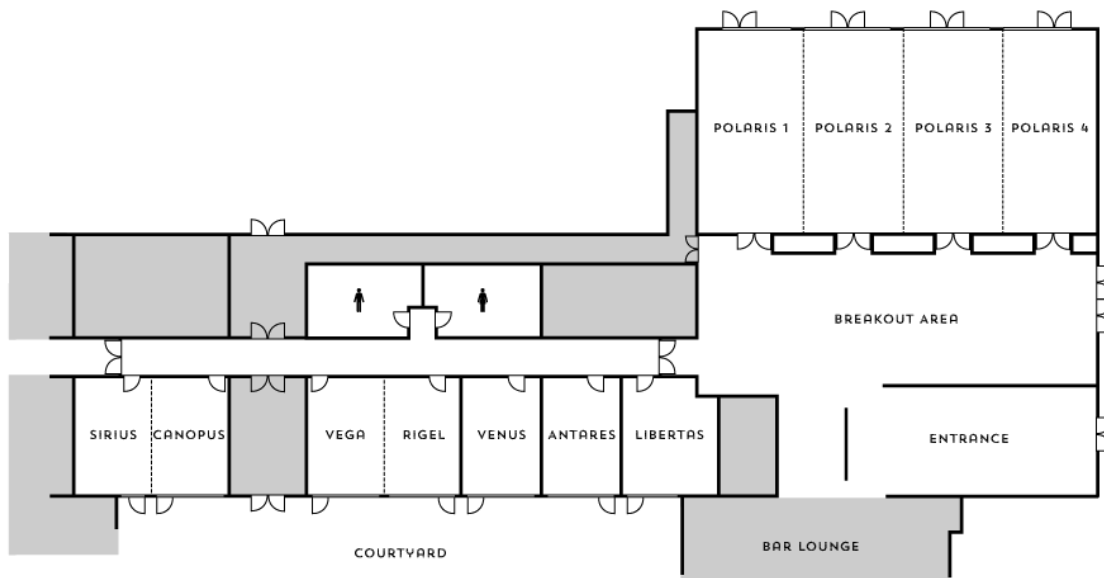 POLARIS 1
POLARIS 2
POLARIS 3
POLARIS 4
BREAKOUT AREA
SIRIUS
CANOPUS
VEGA
RIGEL
VENUS
ANTARES
LIBERTAS
ENTRANCE
COURTYARD
BAR LOUNGE